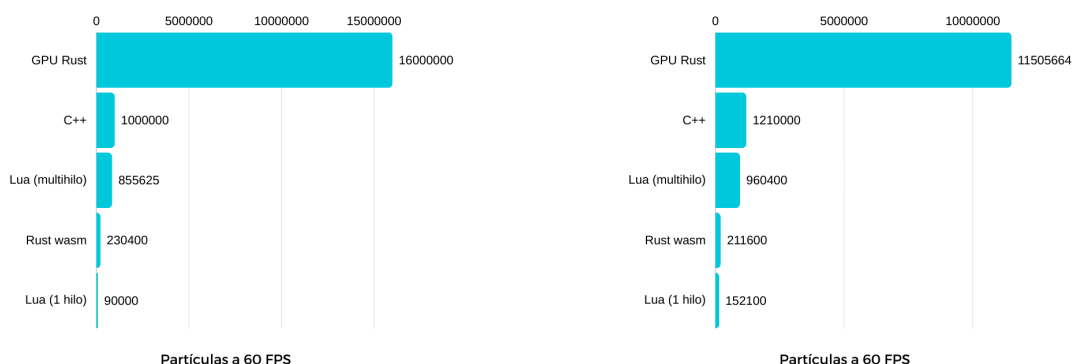 0 5000000 10000000 15000000
GPU Rust 16000000
C++ 1000000
Lua (multihilo) 855625
Rust wasm 230400
Lua (1 hilo) 90000
Partículas a 60 FPS
0 5000000 10000000
GPU Rust 11505664
C++ 1210000
Lua (multihilo) 960400
Rust wasm 211600
Lua (1 hilo) 152100
Partículas a 60 FPS